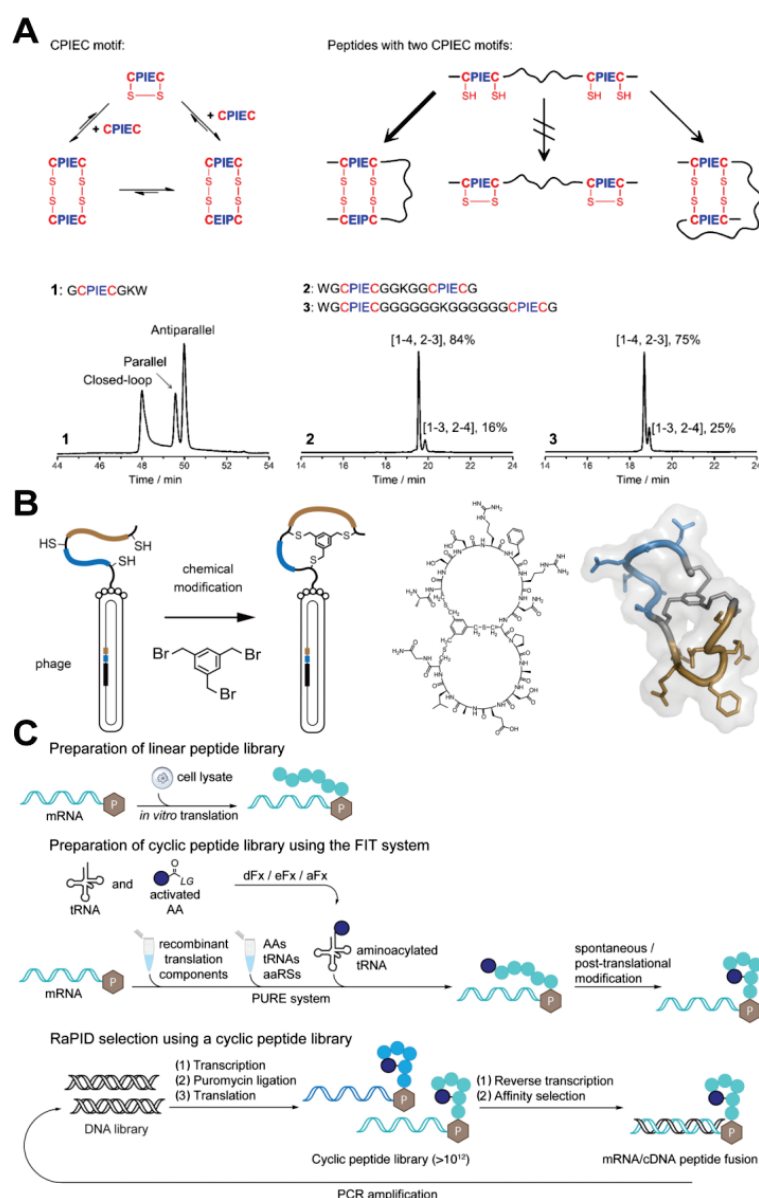 A
CPIEC motif:
Peptides with two CPIEC motifs:
CPIEC
S S
+ CPIEC
+ CPIEC
CPIEC
S S
S S
CPIEC
CPIEC
S S
S S
CEIPC
CPIEC CPIEC
SH SH SH SH
CPIEC
S S
S S
CEIPC
CPIEC CPIEC
S S S S
CPIEC
S S
S S
CPIEC
1: GCPIECGKW
2: WGCPIECGGKGGCPIECG
3: WGCPIECGGGGGGKGGGGGGCPIECG
Antiparallel
Parallel
Closed-loop
1
44 46 48 50 52 54
Time / min
[1-4, 2-3], 84%
[1-3, 2-4], 16%
2
14 16 18 20 22 24
Time / min
[1-4, 2-3], 75%
[1-3, 2-4], 25%
3
14 16 18 20 22 24
Time / min
B
HS
SH
SH
phage
chemical
modification
Br
Br
Br
S
S
S
C
Preparation of linear peptide library
mRNA
P
cell lysate
in vitro translation
P
Preparation of cyclic peptide library using the FIT system
tRNA
and
O
LG
activated
AA
dFx / eFx / aFx
mRNA
P
recombinant
translation
components
AAs
tRNAs
aaRSs
PURE system
aminoacylated
tRNA
P
spontaneous /
post-translational
modification
P
RaPID selection using a cyclic peptide library
DNA library
(1) Transcription
(2) Puromycin ligation
(3) Translation
P
P
Cyclic peptide library (>10¹²)
(1) Reverse transcription
(2) Affinity selection
P
mRNA/cDNA peptide fusion
PCR amplification